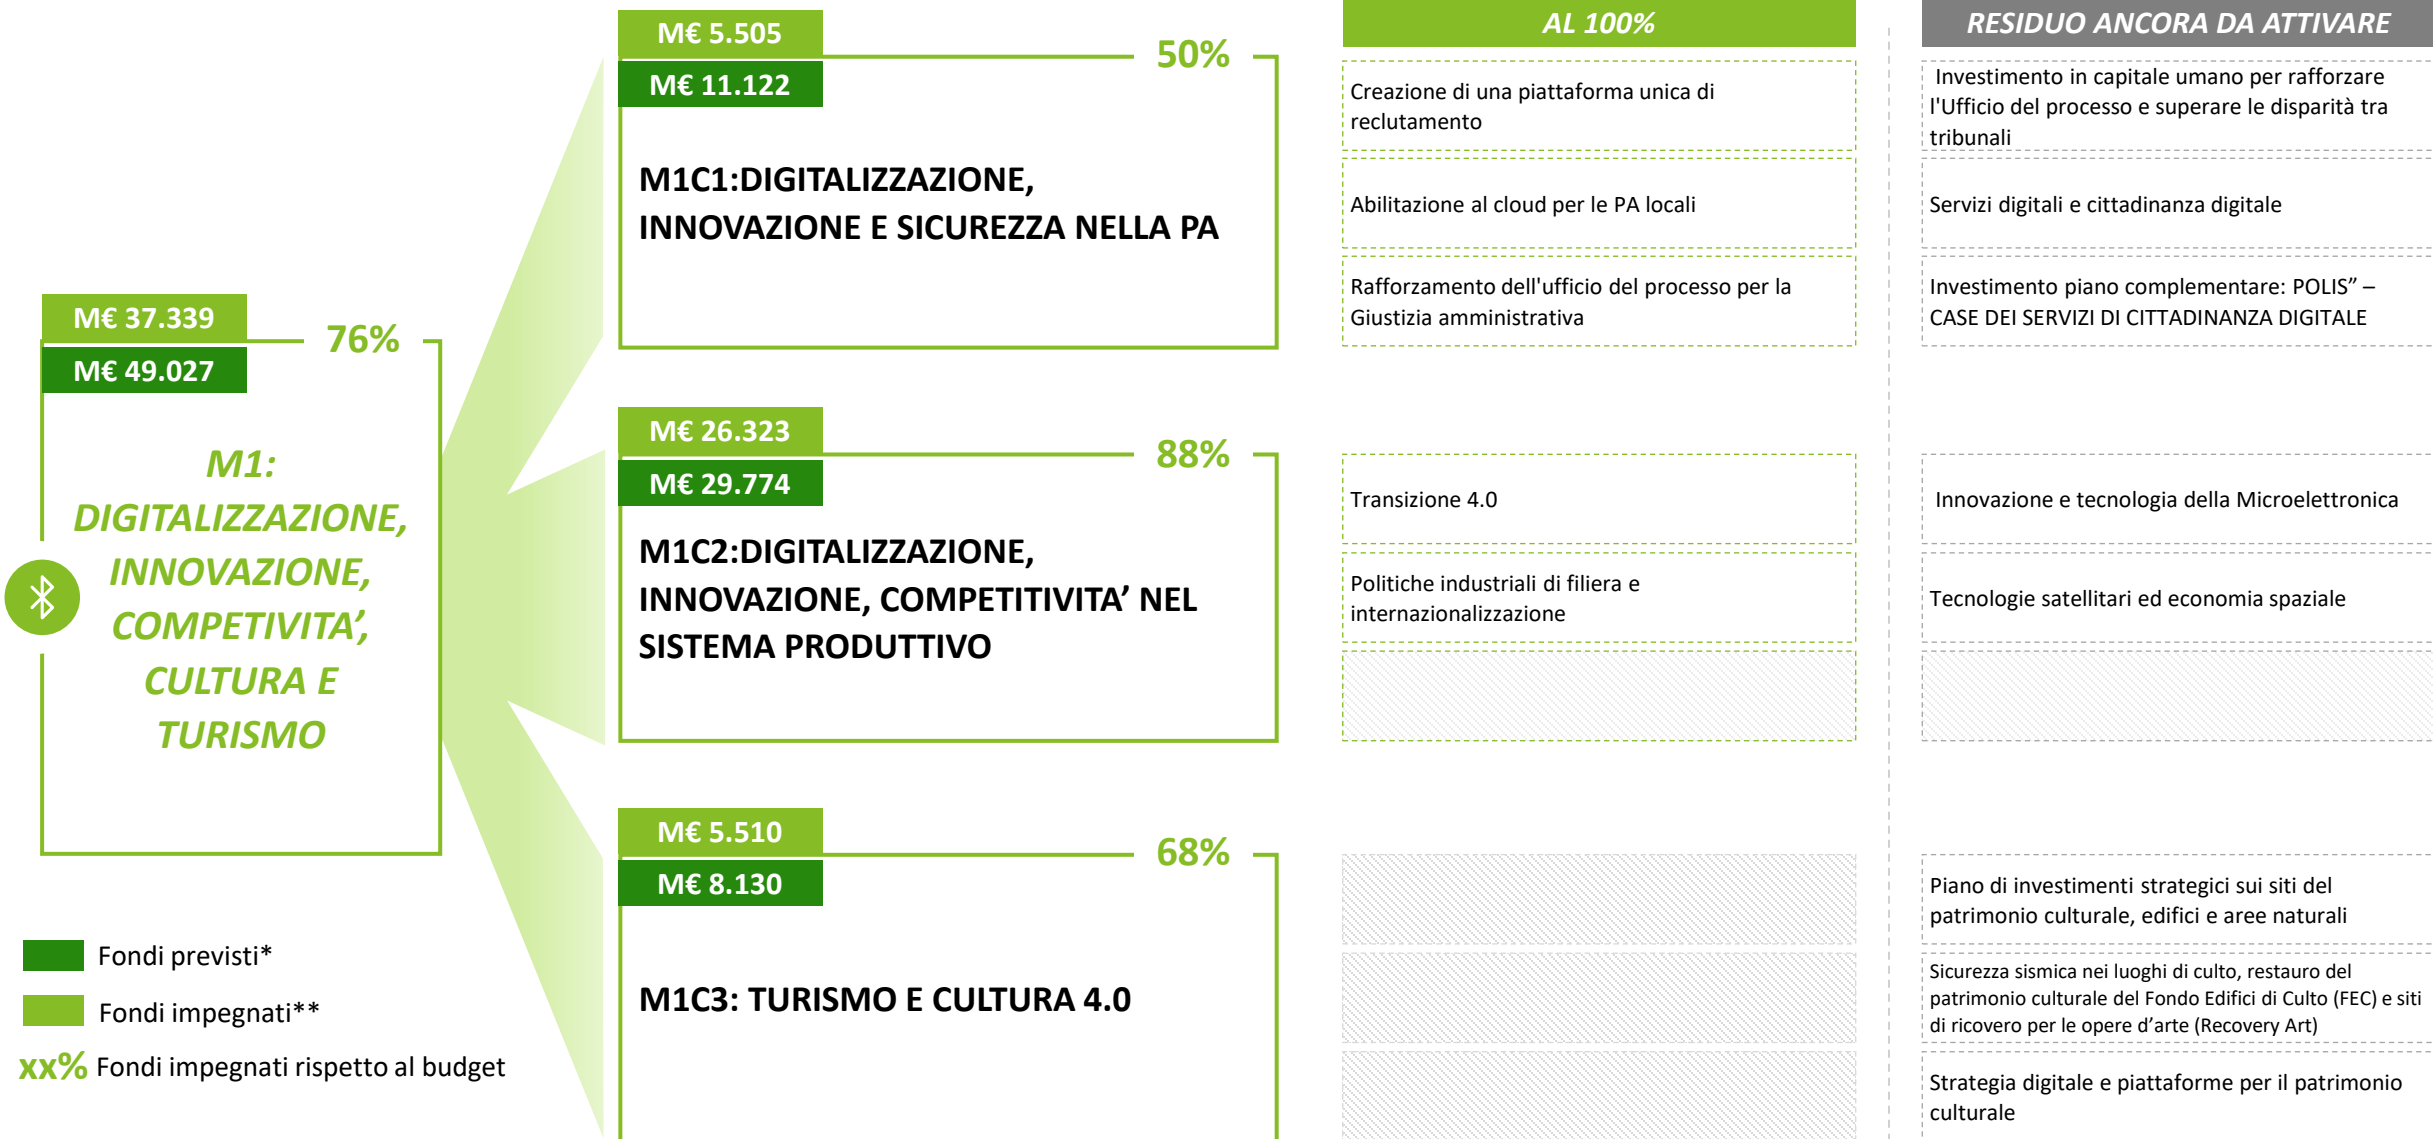 M€ 37.339
76%
M€ 49.027
M1:
DIGITALIZZAZIONE,
INNOVAZIONE,
COMPETIVITA’,
CULTURA E
TURISMO
Fondi previsti*
Fondi impegnati**
xx% Fondi impegnati rispetto al budget
M€ 5.505
50%
M€ 11.122
M1C1:DIGITALIZZAZIONE,
INNOVAZIONE E SICUREZZA NELLA PA
M€ 26.323
88%
M€ 29.774
M1C2:DIGITALIZZAZIONE,
INNOVAZIONE, COMPETITIVITA’ NEL
SISTEMA PRODUTTIVO
M€ 5.510
68%
M€ 8.130
M1C3: TURISMO E CULTURA 4.0
AL 100%
Creazione di una piattaforma unica di
reclutamento
Abilitazione al cloud per le PA locali
Rafforzamento dell'ufficio del processo per la
Giustizia amministrativa
Transizione 4.0
Politiche industriali di filiera e
internazionalizzazione
RESIDUO ANCORA DA ATTIVARE
Investimento in capitale umano per rafforzare
l'Ufficio del processo e superare le disparità tra
tribunali
Servizi digitali e cittadinanza digitale
Investimento piano complementare: POLIS” –
CASE DEI SERVIZI DI CITTADINANZA DIGITALE
Innovazione e tecnologia della Microelettronica
Tecnologie satellitari ed economia spaziale
Piano di investimenti strategici sui siti del
patrimonio culturale, edifici e aree naturali
Sicurezza sismica nei luoghi di culto, restauro del
patrimonio culturale del Fondo Edifici di Culto (FEC) e siti
di ricovero per le opere d’arte (Recovery Art)
Strategia digitale e piattaforme per il patrimonio
culturale